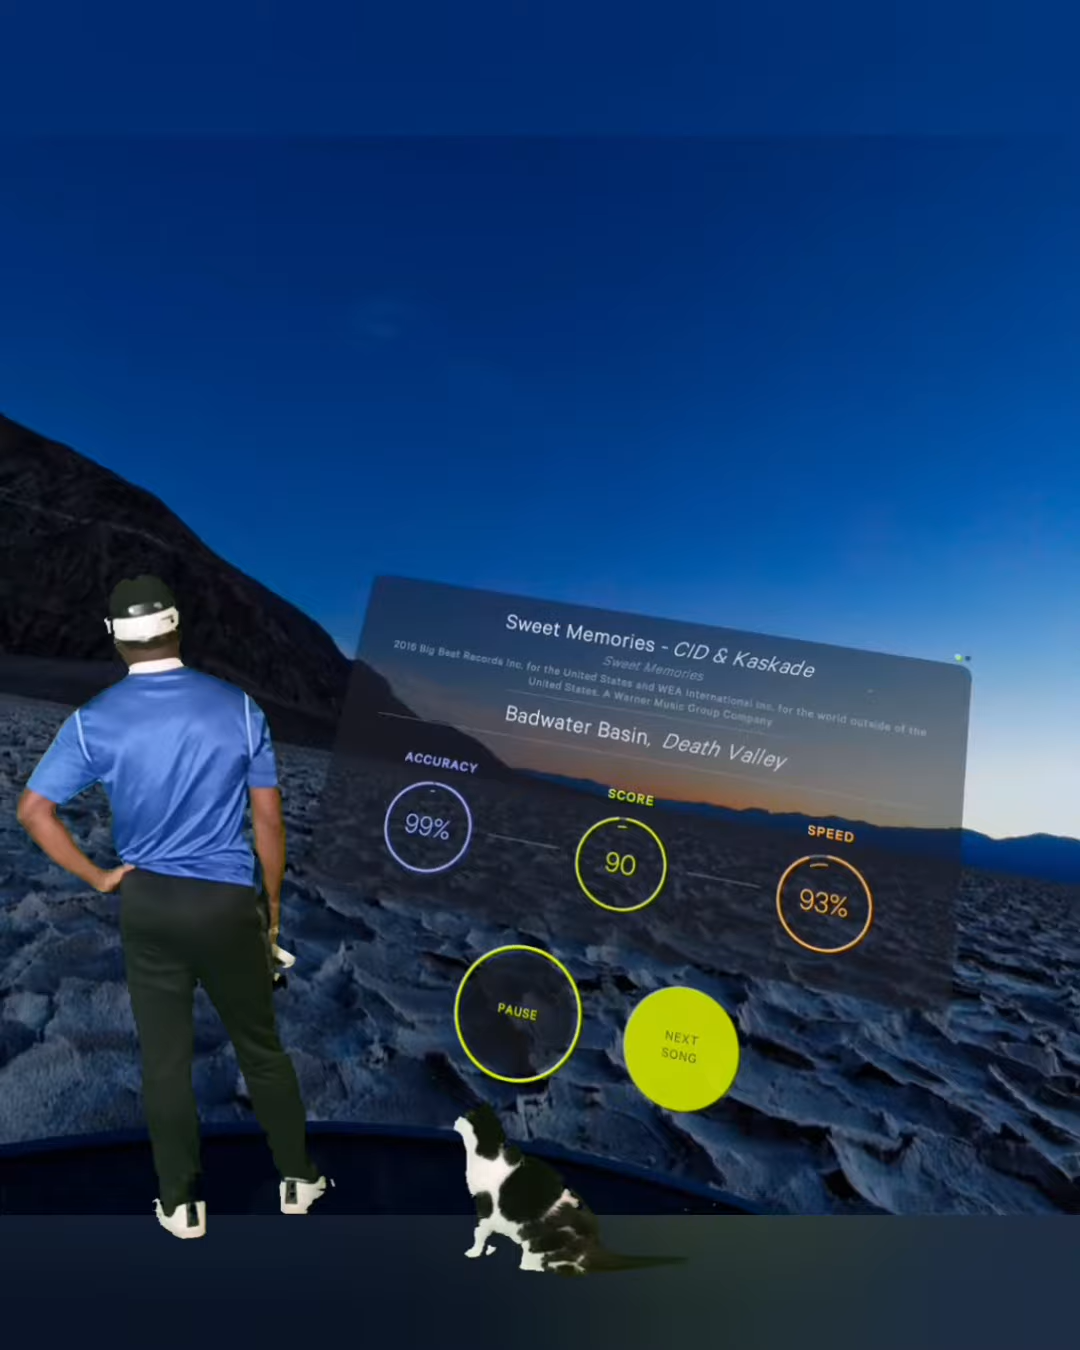 Sweet Memories - CID & Kaskade
Sweet Memories
2016 Big Beat Records Inc. for the United States and WEA International Inc. for the world outside of the
United States. A Warner Music Group Company
Badwater Basin, Death Valley
ACCURACY
99%
SCORE
90
SPEED
93%
PAUSE
NEXT
SONG